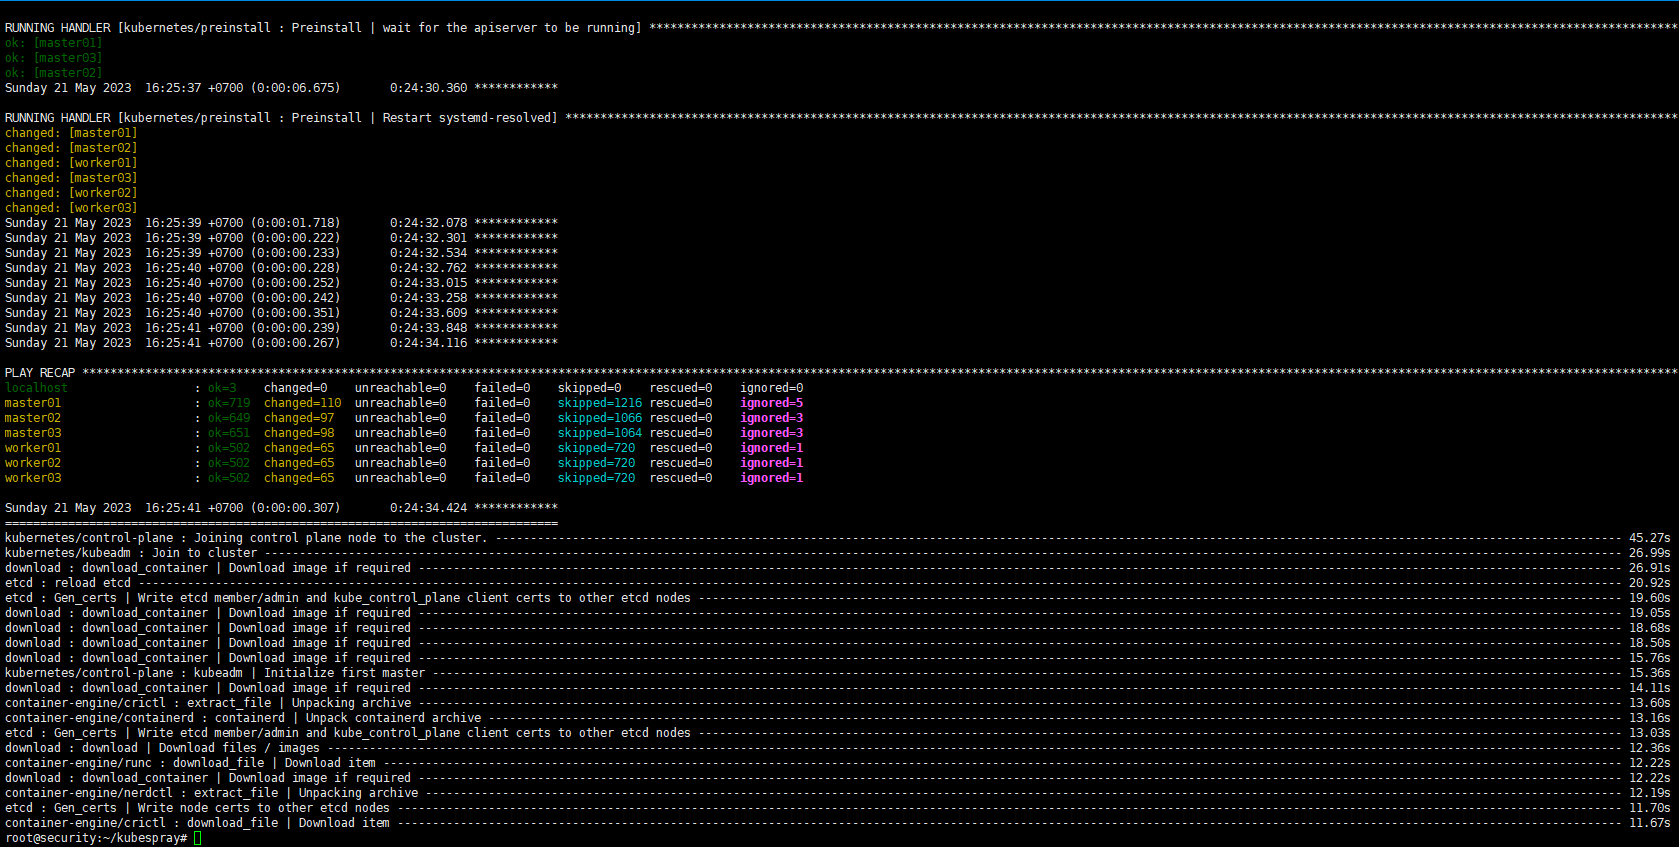 RUNNING HANDLER [kubernetes/preinstall : Preinstall | wait for the apiserver to be running] ***************************************************************************************************************************************************
ok: [master01]
ok: [master03]
ok: [master02]
Sunday 21 May 2023  16:25:37 +0700 (0:00:06.675)       0:24:30.360 ************
RUNNING HANDLER [kubernetes/preinstall : Preinstall | Restart systemd-resolved] ***************************************************************************************************************************************************************
changed: [master01]
changed: [master02]
changed: [worker01]
changed: [master03]
changed: [worker02]
changed: [worker03]
Sunday 21 May 2023  16:25:39 +0700 (0:00:01.718)       0:24:32.078 ************
Sunday 21 May 2023  16:25:39 +0700 (0:00:00.222)       0:24:32.301 ************
Sunday 21 May 2023  16:25:39 +0700 (0:00:00.233)       0:24:32.534 ************
Sunday 21 May 2023  16:25:40 +0700 (0:00:00.228)       0:24:32.762 ************
Sunday 21 May 2023  16:25:40 +0700 (0:00:00.252)       0:24:33.015 ************
Sunday 21 May 2023  16:25:40 +0700 (0:00:00.242)       0:24:33.258 ************
Sunday 21 May 2023  16:25:40 +0700 (0:00:00.351)       0:24:33.609 ************
Sunday 21 May 2023  16:25:41 +0700 (0:00:00.239)       0:24:33.848 ************
Sunday 21 May 2023  16:25:41 +0700 (0:00:00.267)       0:24:34.116 ************
PLAY RECAP ************************************************************************************************************************************************************************************************************************************
localhost                  : ok=3    changed=0    unreachable=0    failed=0    skipped=0    rescued=0    ignored=0
master01                   : ok=719  changed=110  unreachable=0    failed=0    skipped=1216 rescued=0    ignored=5
master02                   : ok=649  changed=97   unreachable=0    failed=0    skipped=1066 rescued=0    ignored=3
master03                   : ok=651  changed=98   unreachable=0    failed=0    skipped=1064 rescued=0    ignored=3
worker01                   : ok=502  changed=65   unreachable=0    failed=0    skipped=720  rescued=0    ignored=1
worker02                   : ok=502  changed=65   unreachable=0    failed=0    skipped=720  rescued=0    ignored=1
worker03                   : ok=502  changed=65   unreachable=0    failed=0    skipped=720  rescued=0    ignored=1
Sunday 21 May 2023  16:25:41 +0700 (0:00:00.307)       0:24:34.424 ************
===============================================================================
kubernetes/control-plane : Joining control plane node to the cluster. ---------------------------------------- 45.27s
kubernetes/kubeadm : Join to cluster ---------------------------------------- 26.99s
download : download_container | Download image if required ---------------------------------------- 26.91s
etcd : reload etcd ---------------------------------------- 20.92s
etcd : Gen_certs | Write etcd member/admin and kube_control_plane client certs to other etcd nodes ---------------------------------------- 19.60s
download : download_container | Download image if required ---------------------------------------- 19.05s
download : download_container | Download image if required ---------------------------------------- 18.68s
download : download_container | Download image if required ---------------------------------------- 18.50s
download : download_container | Download image if required ---------------------------------------- 15.76s
kubernetes/control-plane : kubeadm | Initialize first master ---------------------------------------- 15.36s
download : download_container | Download image if required ---------------------------------------- 14.11s
container-engine/crictl : extract_file | Unpacking archive ---------------------------------------- 13.60s
container-engine/containerd : containerd | Unpack containerd archive ---------------------------------------- 13.16s
etcd : Gen_certs | Write etcd member/admin and kube_control_plane client certs to other etcd nodes ---------------------------------------- 13.03s
download : download | Download files / images ---------------------------------------- 12.36s
container-engine/runc : download_file | Download item ---------------------------------------- 12.22s
download : download_container | Download image if required ---------------------------------------- 12.22s
container-engine/nerdctl : extract_file | Unpacking archive ---------------------------------------- 12.19s
etcd : Gen_certs | Write node certs to other etcd nodes ---------------------------------------- 11.70s
container-engine/crictl : download_file | Download item ---------------------------------------- 11.67s
root@security:~/kubespray#